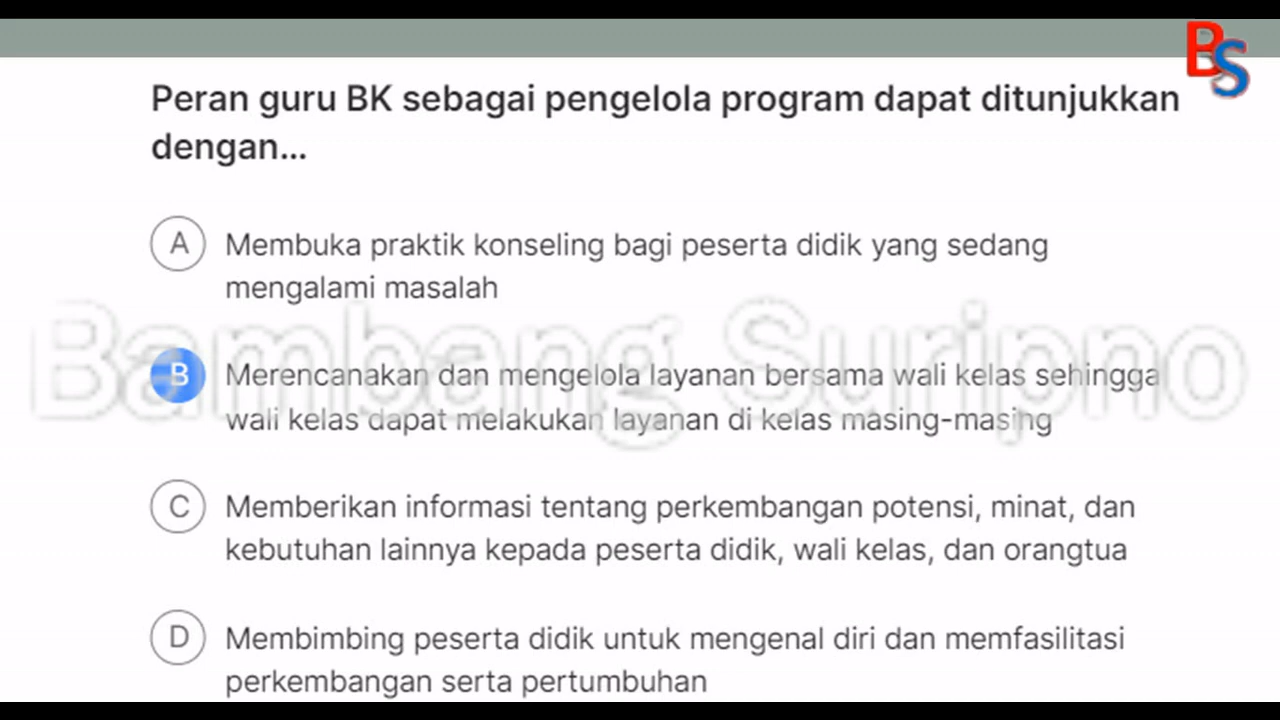 BS
Peran guru BK sebagai pengelola program dapat ditunjukkan
dengan...
A Membuka praktik konseling bagi peserta didik yang sedang
mengalami masalah
Bambang Suripno
B Merencanakan dan mengelola layanan bersama wali kelas sehingga
wali kelas dapat melakukan layanan di kelas masing-masing
C Memberikan informasi tentang perkembangan potensi, minat, dan
kebutuhan lainnya kepada peserta didik, wali kelas, dan orangtua
D Membimbing peserta didik untuk mengenal diri dan memfasilitasi
perkembangan serta pertumbuhan